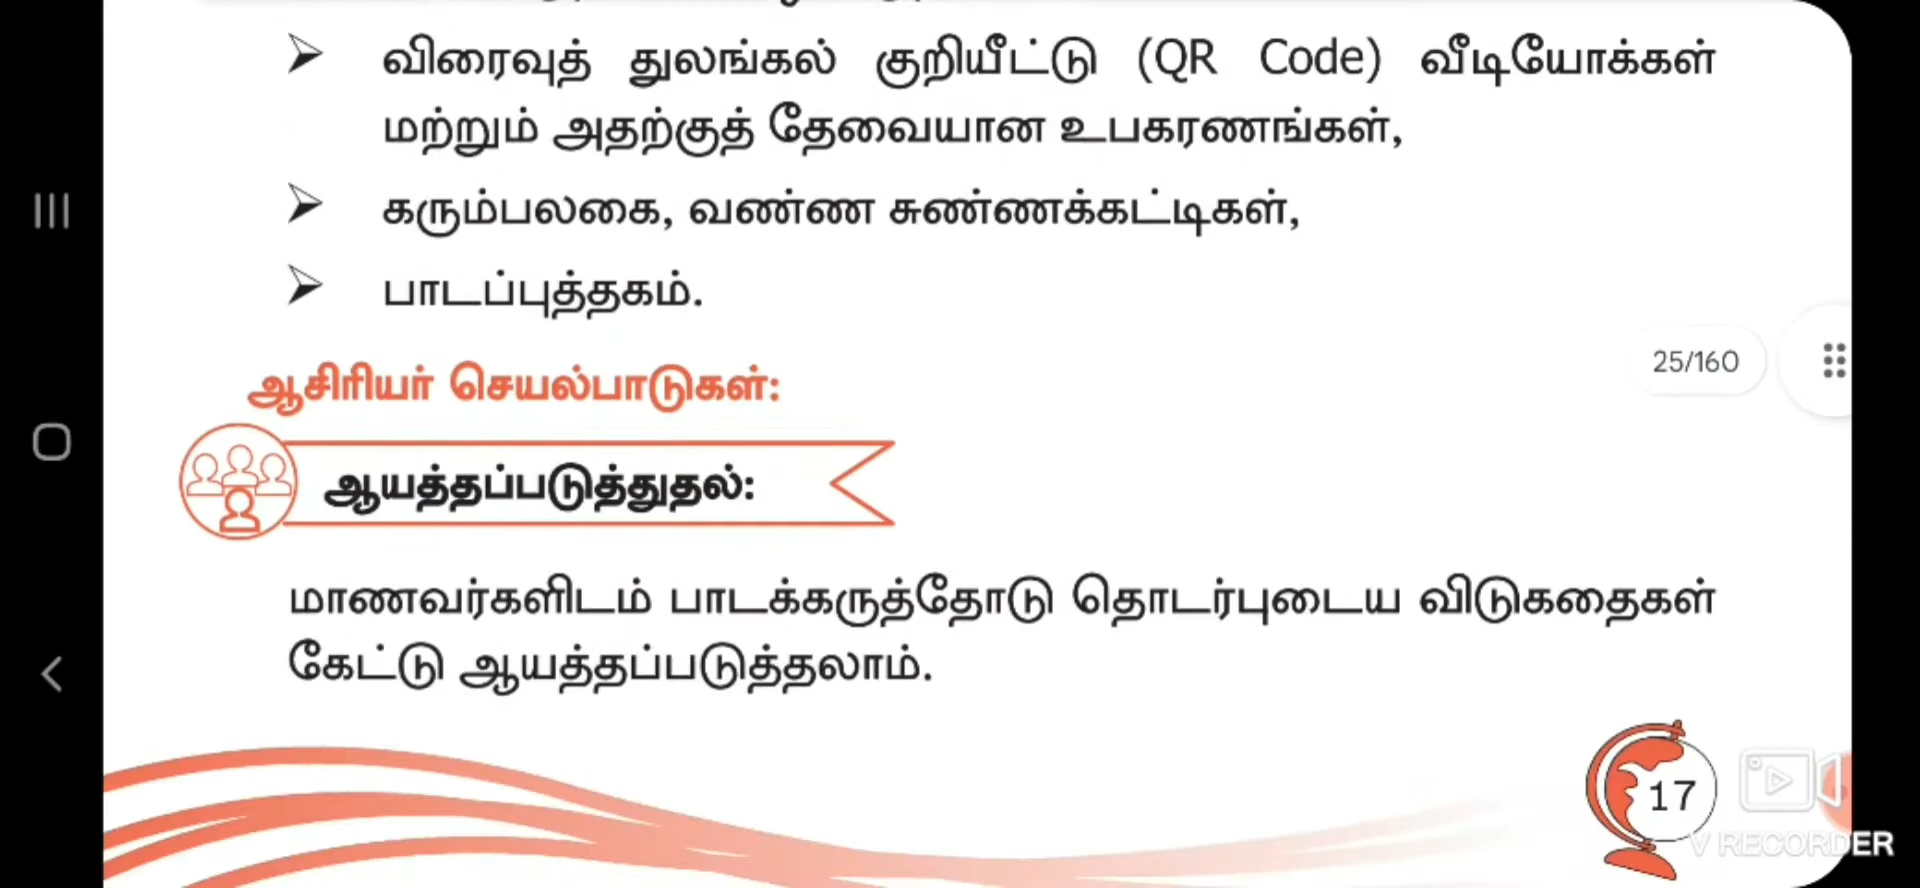 விரைவுத் துலங்கல் குறியீட்டு (QR Code) வீடியோக்கள்
மற்றும் அதற்குத் தேவையான உபகரணங்கள்,
கரும்பலகை, வண்ண சுண்ணக்கட்டிகள்,
பாடப்புத்தகம்.
25/160
ஆசிரியர் செயல்பாடுகள்:
ஆயத்தப்படுத்துதல்:
மாணவர்களிடம் பாடக்கருத்தோடு தொடர்புடைய விடுகதைகள்
கேட்டு ஆயத்தப்படுத்தலாம்.
17
V RECORDER